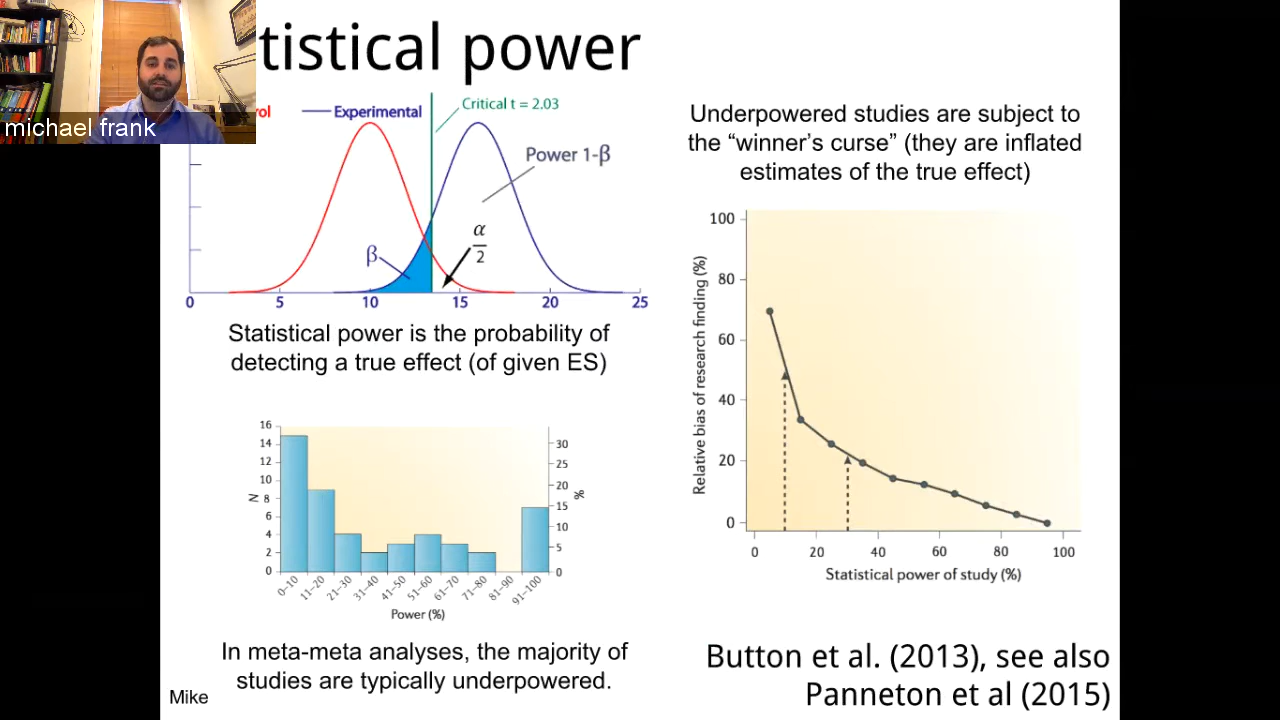 tistical power
michael frank
rol
Experimental
Critical t = 2.03
Power 1-β
β
α
2
0 5 10 15 20 25
Statistical power is the probability of
detecting a true effect (of given ES)
16
14
12
10
8
6
4
2
0
N
30
25
20
15
10
5
0
%
0–10 11–20 21–30 31–40 41–50 51–60 61–70 71–80 81–90 91–100
Power (%)
In meta-meta analyses, the majority of
studies are typically underpowered.
Mike
Underpowered studies are subject to
the “winner’s curse” (they are inflated
estimates of the true effect)
100
80
60
40
20
0
Relative bias of research finding (%)
0 20 40 60 80 100
Statistical power of study (%)
Button et al. (2013), see also
Panneton et al (2015)